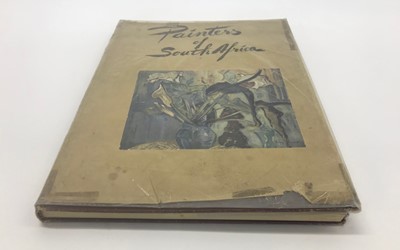 Painters
of
South Africa